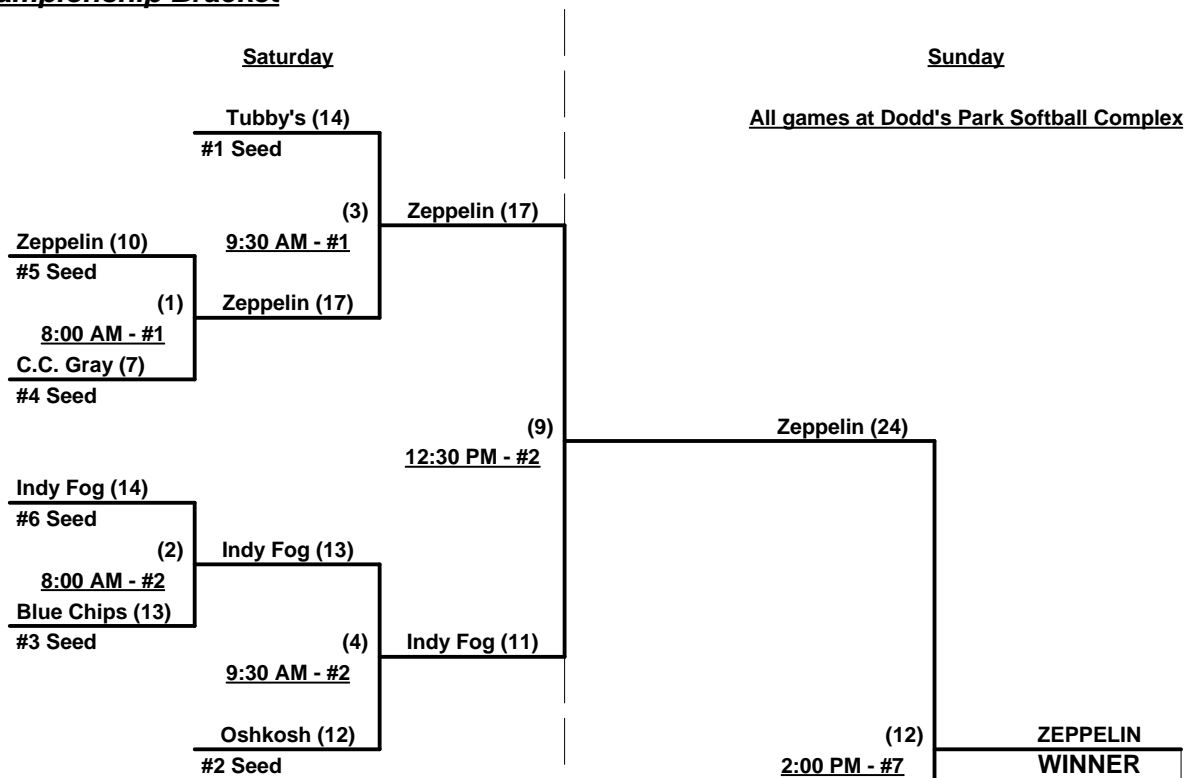 Championship Bracket
Saturday
Sunday
Tubby's (14)
All games at Dodd's Park Softball Complex
#1 Seed
(3)
Zeppelin (17)
9:30 AM - #1
Zeppelin (10)
#5 Seed
(1)
Zeppelin (17)
8:00 AM - #1
C.C. Gray (7)
#4 Seed
(9)
Zeppelin (24)
12:30 PM - #2
Indy Fog (14)
#6 Seed
(2)
Indy Fog (13)
8:00 AM - #2
Blue Chips (13)
#3 Seed
(4)
Indy Fog (11)
9:30 AM - #2
Oshkosh (12)
#2 Seed
(12)
ZEPPELIN
2:00 PM - #7
WINNER